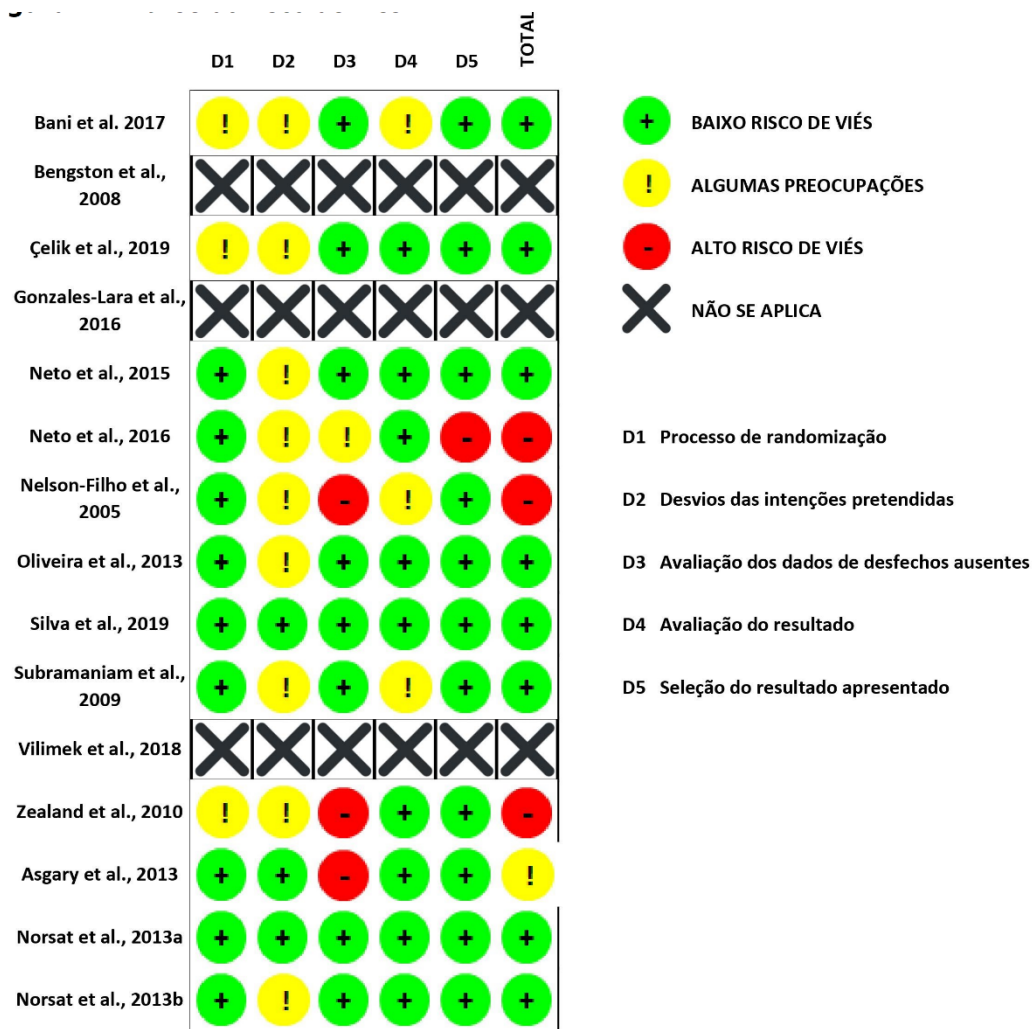 D1 D2 D3 D4 D5 TOTAL
Bani et al. 2017 ! ! + ! + +
Bengston et al.,
2008
Çelik et al., 2019 ! ! + + + +
Gonzales-Lara et al.,
2016
Neto et al., 2015 + ! + + + +
Neto et al., 2016 + ! ! + - -
Nelson-Filho et al.,
2005 + ! - ! + -
Oliveira et al., 2013 + ! + + + +
Silva et al., 2019 + + + + + +
Subramaniam et al.,
2009 + ! + ! + +
Vilimek et al., 2018
Zealand et al., 2010 ! ! - + + -
Asgary et al., 2013 + + - + + !
Norsat et al., 2013a + + + + + +
Norsat et al., 2013b + ! + + + +
+ BAIXO RISCO DE VIÉS
! ALGUMAS PREOCUPAÇÕES
- ALTO RISCO DE VIÉS
NÃO SE APLICA
D1 Processo de randomização
D2 Desvios das intenções pretendidas
D3 Avaliação dos dados de desfechos ausentes
D4 Avaliação do resultado
D5 Seleção do resultado apresentado